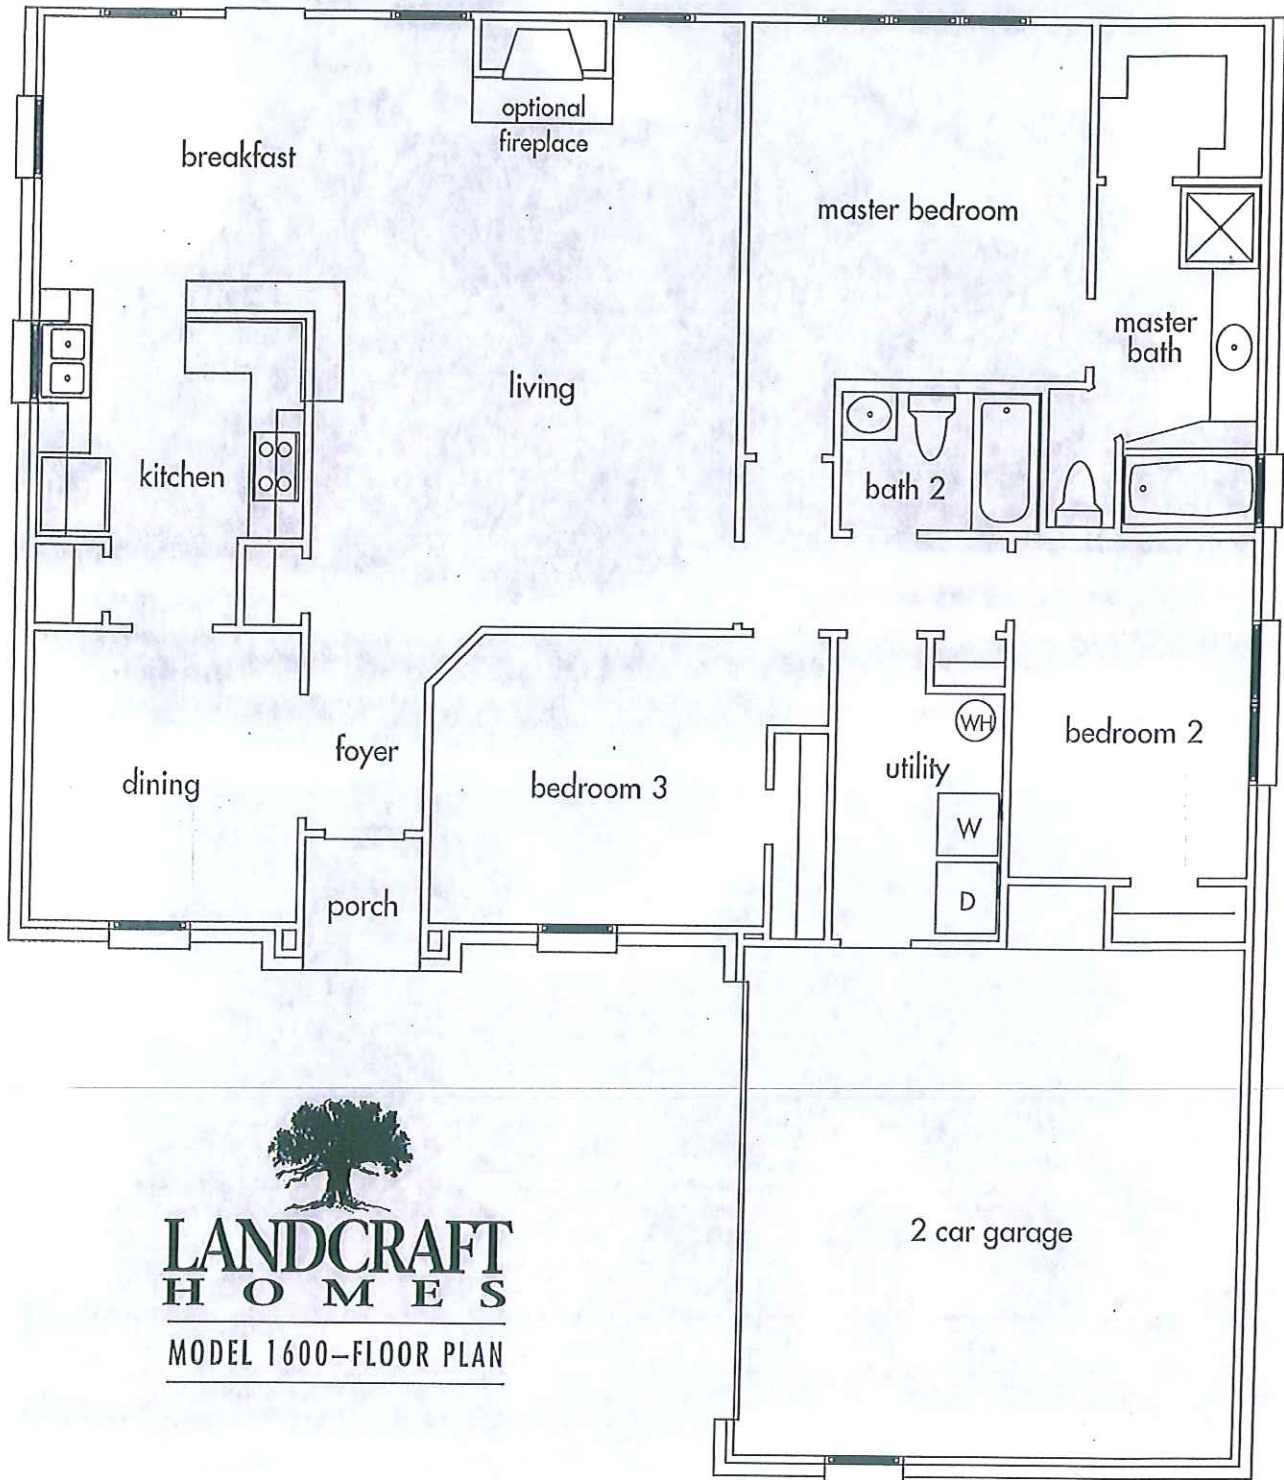 breakfast
optional
fireplace
master bedroom
master
bath
living
kitchen
bath 2
WH
bedroom 2
foyer
utility
dining
bedroom 3
W
D
porch
2 car garage
LANDCRAFT
HOMES
MODEL 1600–FLOOR PLAN